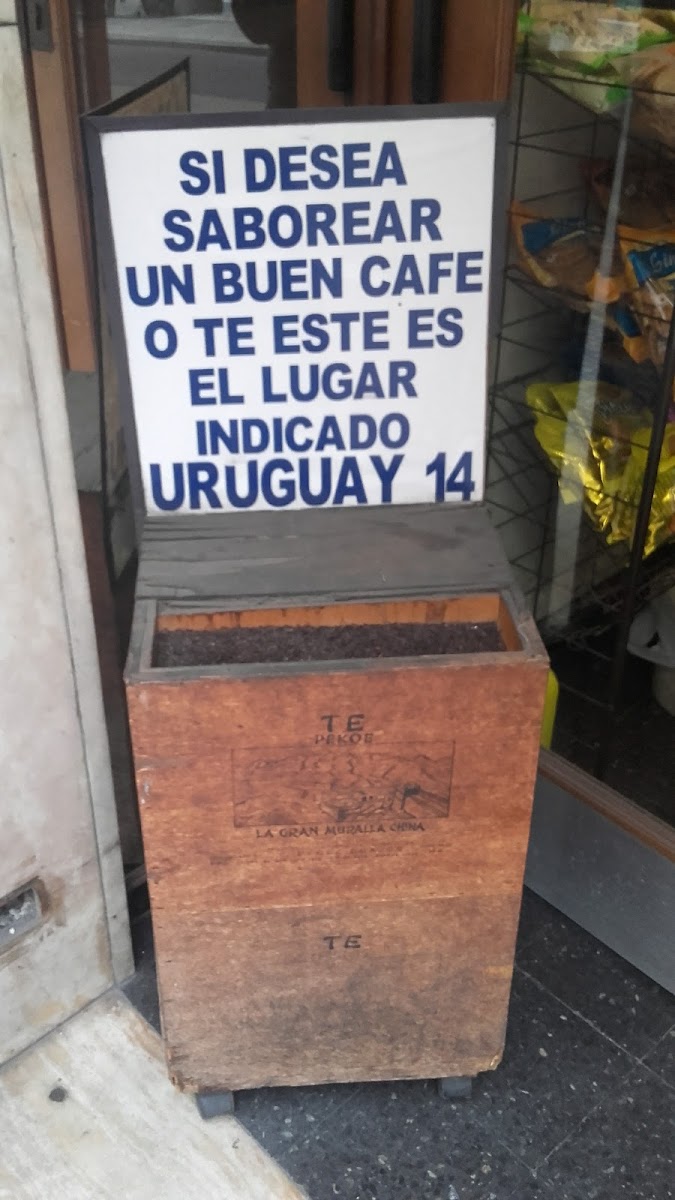 SI DESEA
SABOREAR
UN BUEN CAFE
O TE ESTE ES
EL LUGAR
INDICADO
URUGUAY 14
TE
PEKOE
LA GRAN MURALLA CHINA
TE